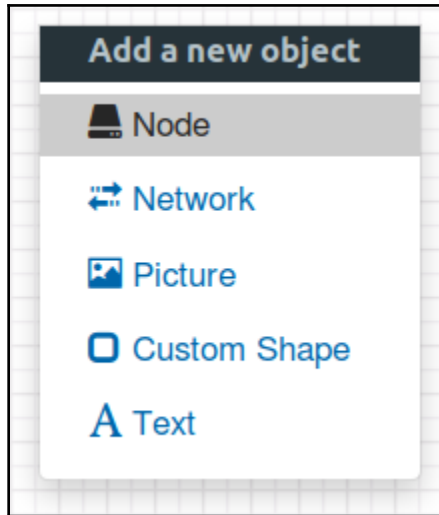 Add a new object
Node
Network
Picture
Custom Shape
Text